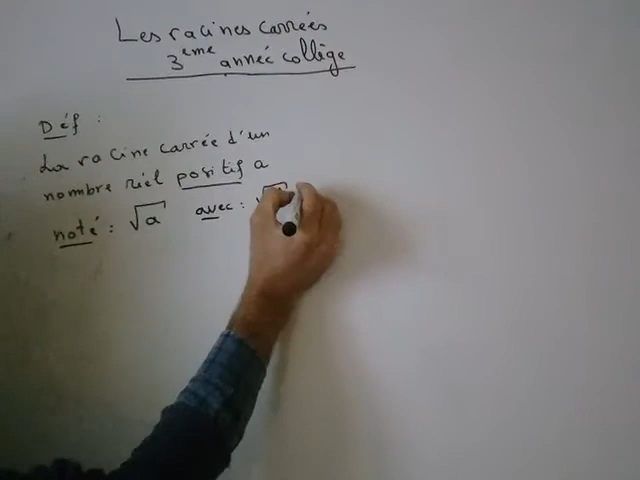 Les racines carrées
3ème année collège
Déf :
La racine carrée d'un
nombre réel positif a
noté : √a avec : √